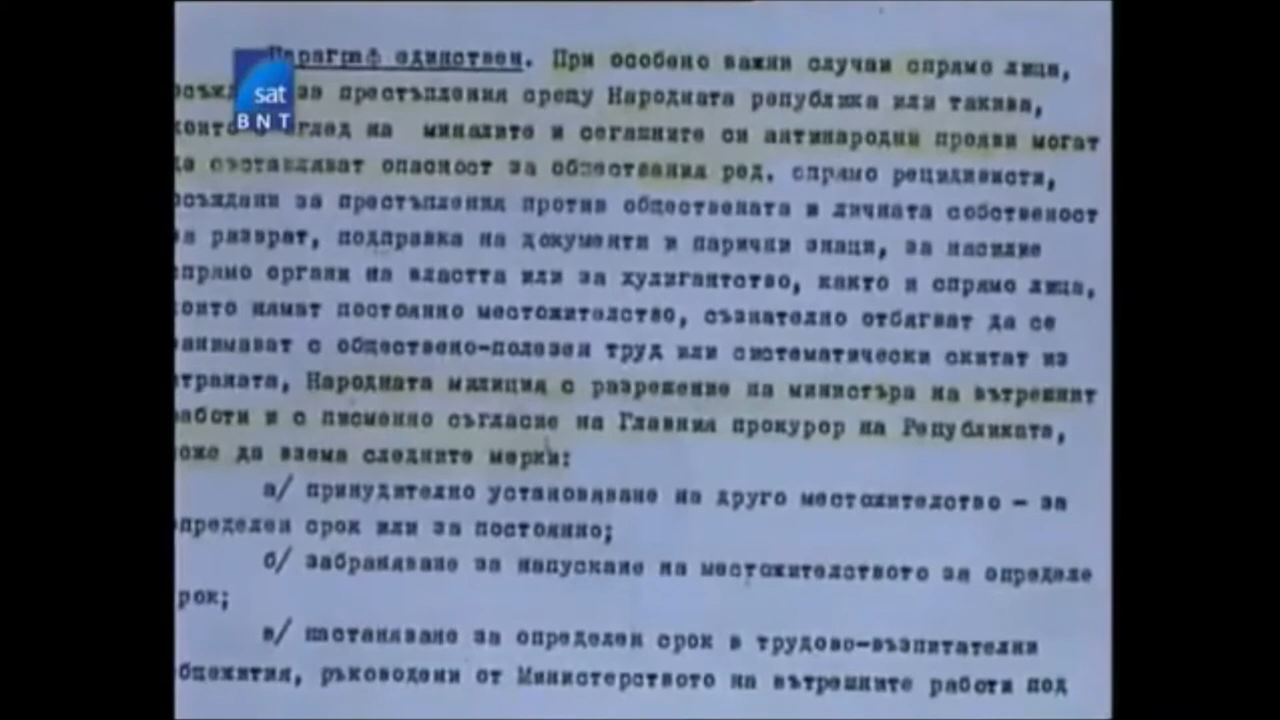 sat
BNT
Параграф единствен. При особено важни случаи спрямо лица,
за престъпления срещу Народната република или такива,
оглед на миналите и сегашните си антинародни прояви могат
да съставляват опасност за обществения ред, спрямо рецидивисти,
осъждани за престъпления против обществената и личната собственост
за разврат, подправка на документи и парични знаци, за насилие
спрямо органи на властта или за хулигантство, както и спрямо лица,
които нямат постоянно местожителство, съзнателно отбягват да се
занимават с обществено-полезен труд или систематически скитат из
страната, Народната милиция с разрешение на министъра на вътрешнит
работи и с писменно съгласие на Главния прокурор на Републиката,
може да взема следните мерки:
а/ принудително установяване на друго местожителство - за
определен срок или за постоянно;
б/ забраняване за напускане на местожителството за определе
срок;
в/ настаняване за определен срок в трудово-възпитателни
общежития, ръководени от Министерството на вътрешните работи под